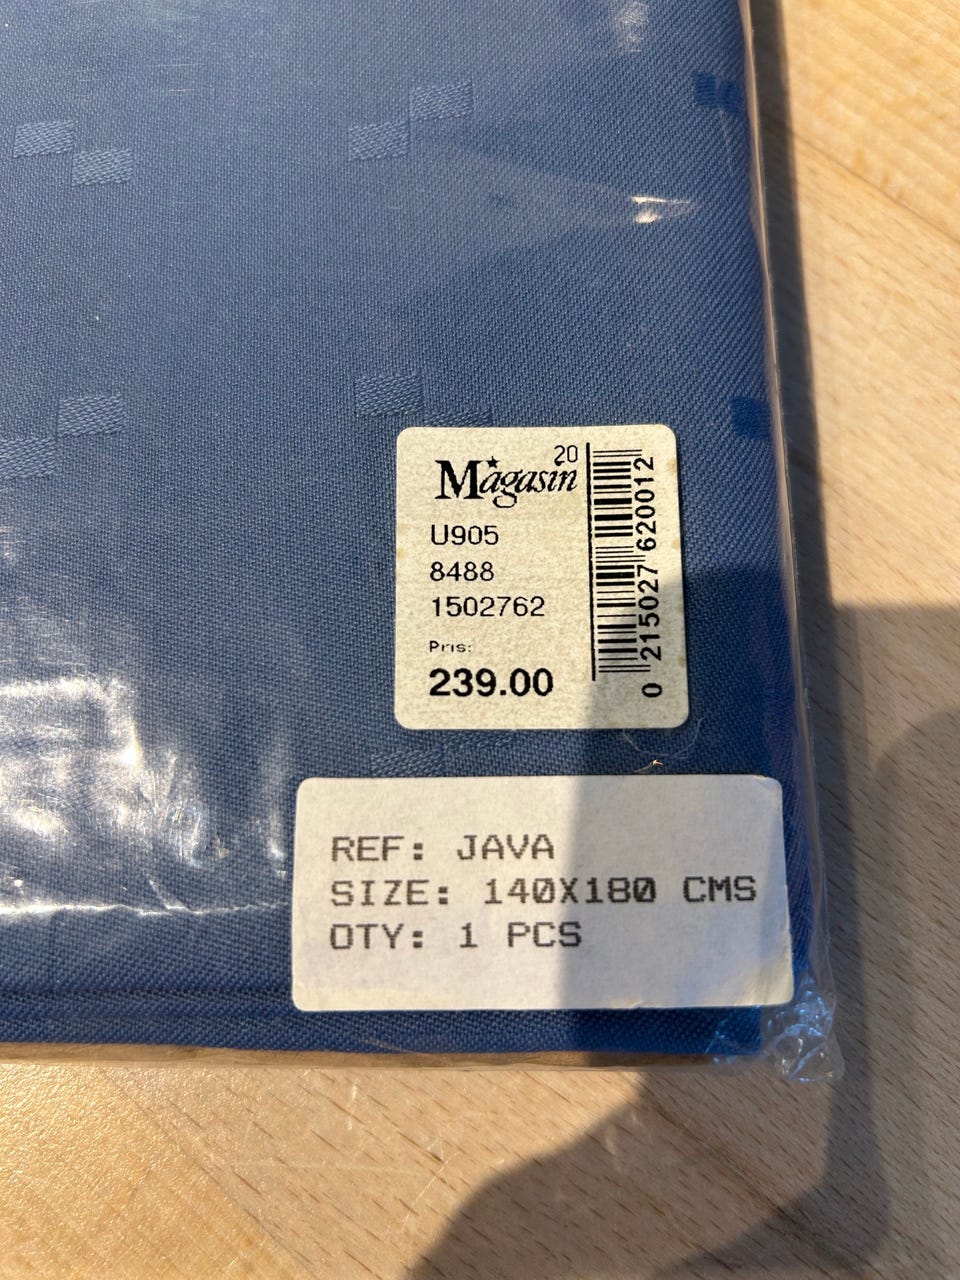 20
Magasin
U905
8488
1502762
Pris:
239.00
0 215027 620012
REF: JAVA
SIZE: 140X180 CMS
QTY: 1 PCS